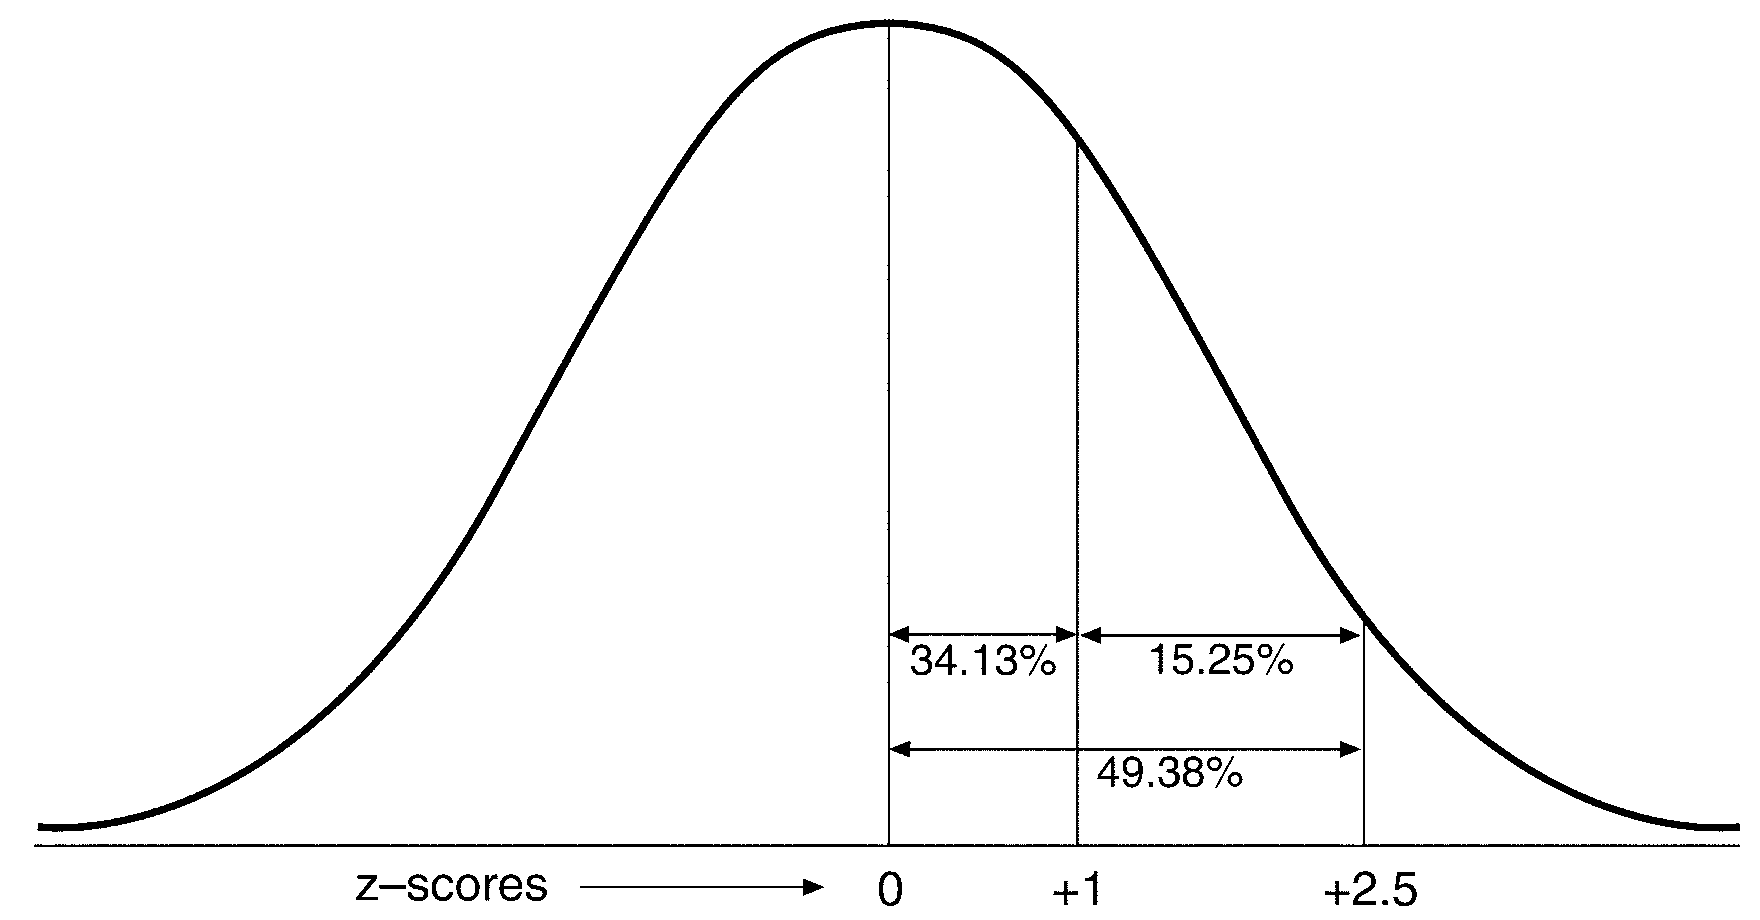 34.13% 15.25%
49.38%
z–scores 0 +1 +2.5